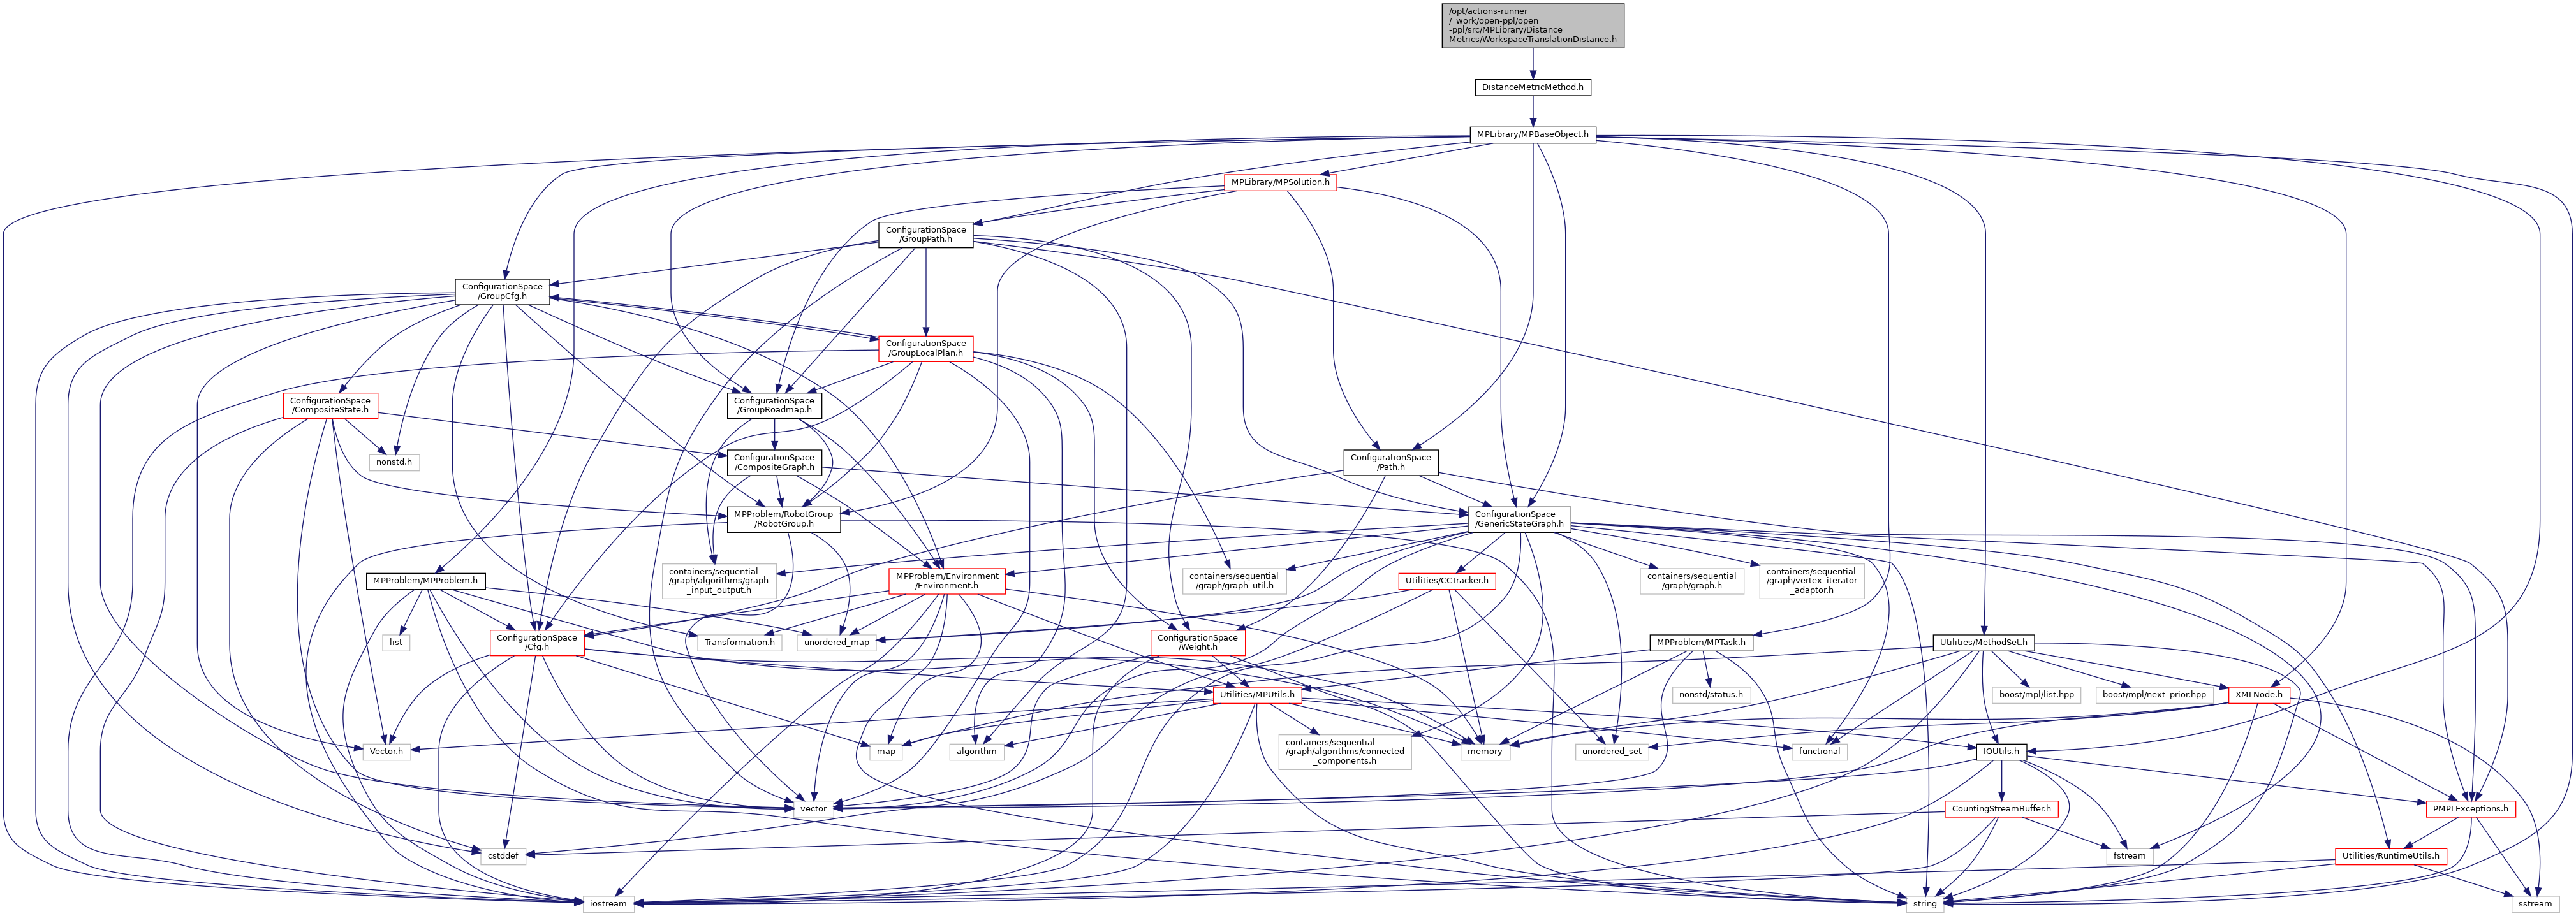 /opt/actions-runner
/_work/open-ppl/open
-ppl/src/MPLibrary/Distance
Metrics/WorkspaceTranslationDistance.h
DistanceMetricMethod.h
MPLibrary/MPBaseObject.h
MPLibrary/MPSolution.h
ConfigurationSpace
/GroupPath.h
ConfigurationSpace
/GroupCfg.h
ConfigurationSpace
/GroupLocalPlan.h
ConfigurationSpace
/CompositeState.h
ConfigurationSpace
/GroupRoadmap.h
nonstd.h
ConfigurationSpace
/CompositeGraph.h
ConfigurationSpace
/Path.h
MPProblem/RobotGroup
/RobotGroup.h
ConfigurationSpace
/GenericStateGraph.h
MPProblem/MPProblem.h
containers/sequential
/graph/algorithms/graph
_input_output.h
MPProblem/Environment
/Environment.h
containers/sequential
/graph/graph_util.h
Utilities/CCTracker.h
containers/sequential
/graph/graph.h
containers/sequential
/graph/vertex_iterator
_adaptor.h
list
ConfigurationSpace
/Cfg.h
Transformation.h
unordered_map
ConfigurationSpace
/Weight.h
MPProblem/MPTask.h
Utilities/MethodSet.h
Utilities/MPUtils.h
nonstd/status.h
boost/mpl/list.hpp
boost/mpl/next_prior.hpp
XMLNode.h
Vector.h
map
algorithm
containers/sequential
/graph/algorithms/connected
_components.h
memory
unordered_set
functional
IOUtils.h
vector
CountingStreamBuffer.h
PMPLExceptions.h
cstddef
fstream
Utilities/RuntimeUtils.h
iostream
string
sstream